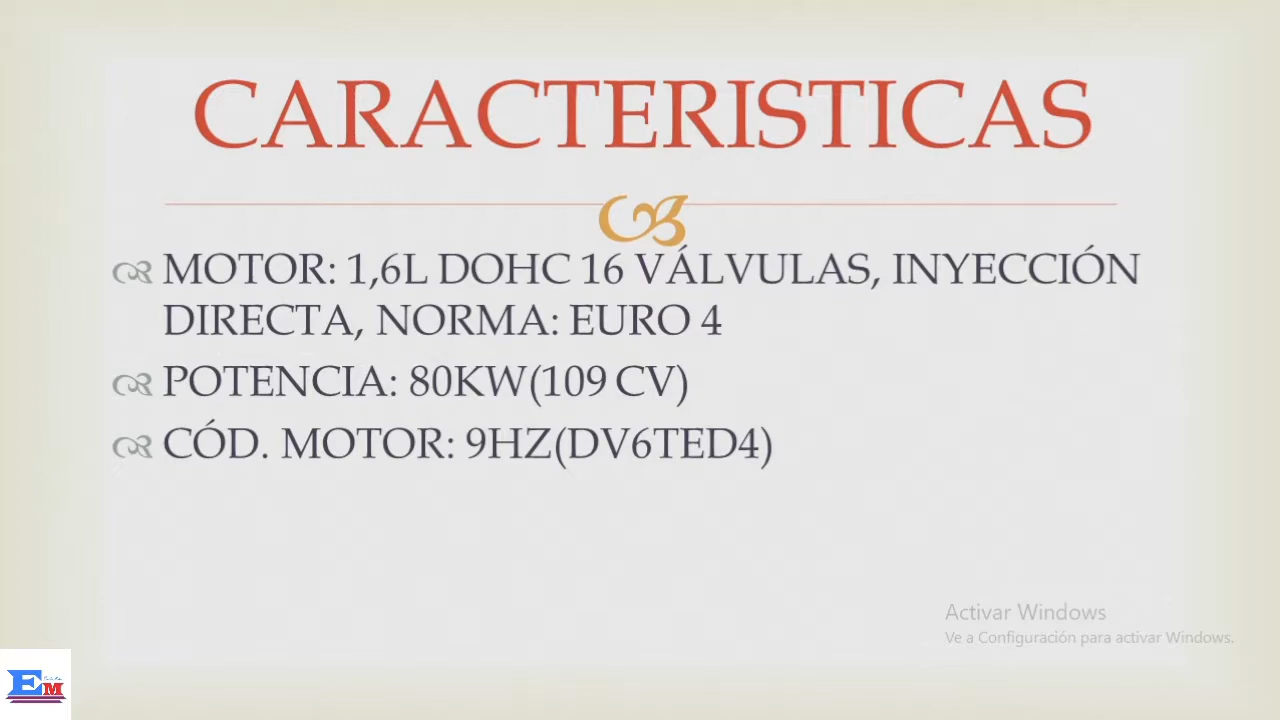 CARACTERISTICAS
MOTOR: 1,6L DOHC 16 VÁLVULAS, INYECCIÓN
DIRECTA, NORMA: EURO 4
POTENCIA: 80KW(109 CV)
CÓD. MOTOR: 9HZ(DV6TED4)
Activar Windows
Ve a Configuración para activar Windows.
EM